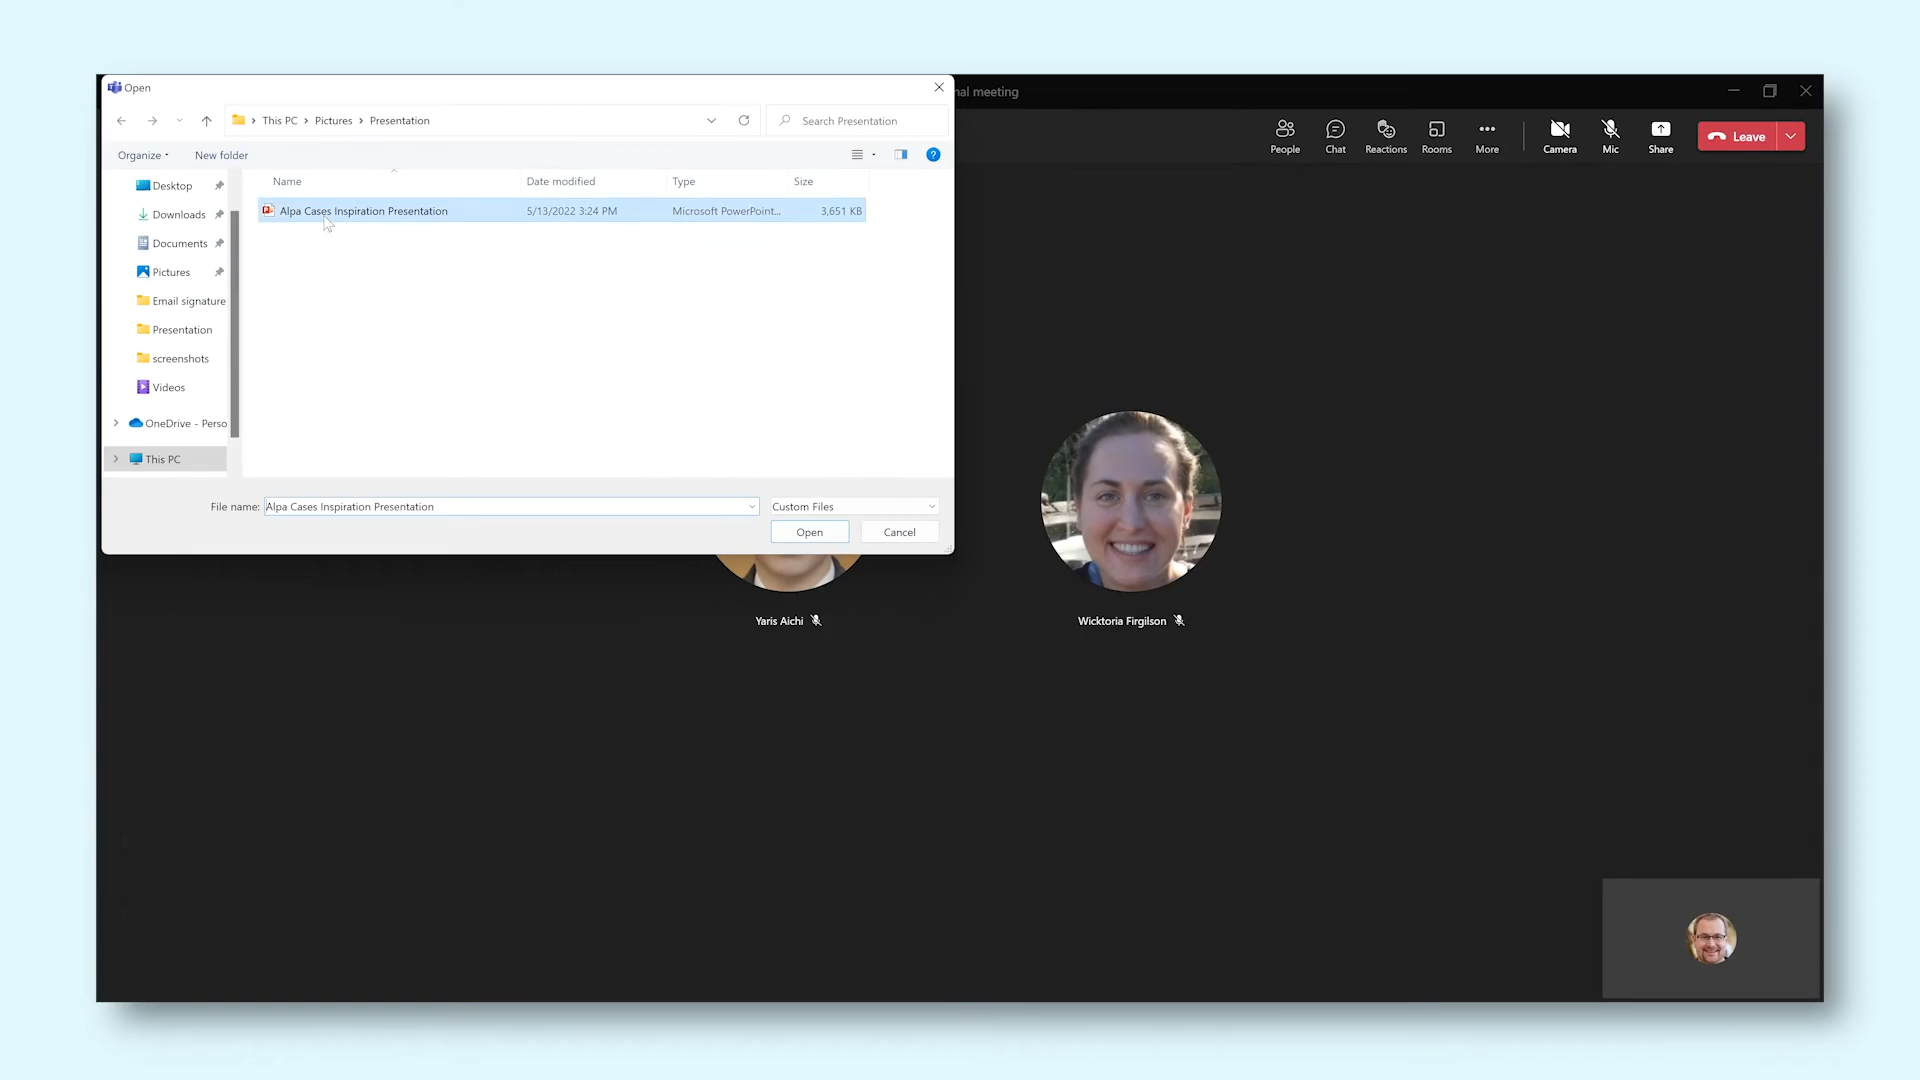 Open
nal meeting
This PC
Pictures
Presentation
Search Presentation
People
Chat
Reactions
Rooms
More
Camera
Mic
Share
Leave
Organize
New folder
?
Name
Date modified
Type
Size
Alpa Cases Inspiration Presentation
5/13/2022 3:24 PM
Microsoft PowerPoint...
3,651 KB
Desktop
Downloads
Documents
Pictures
Email signature
Presentation
screenshots
Videos
OneDrive - Perso
This PC
File name:
Alpa Cases Inspiration Presentation
Custom Files
Open
Cancel
Yaris Aichi
Wicktoria Firgilson